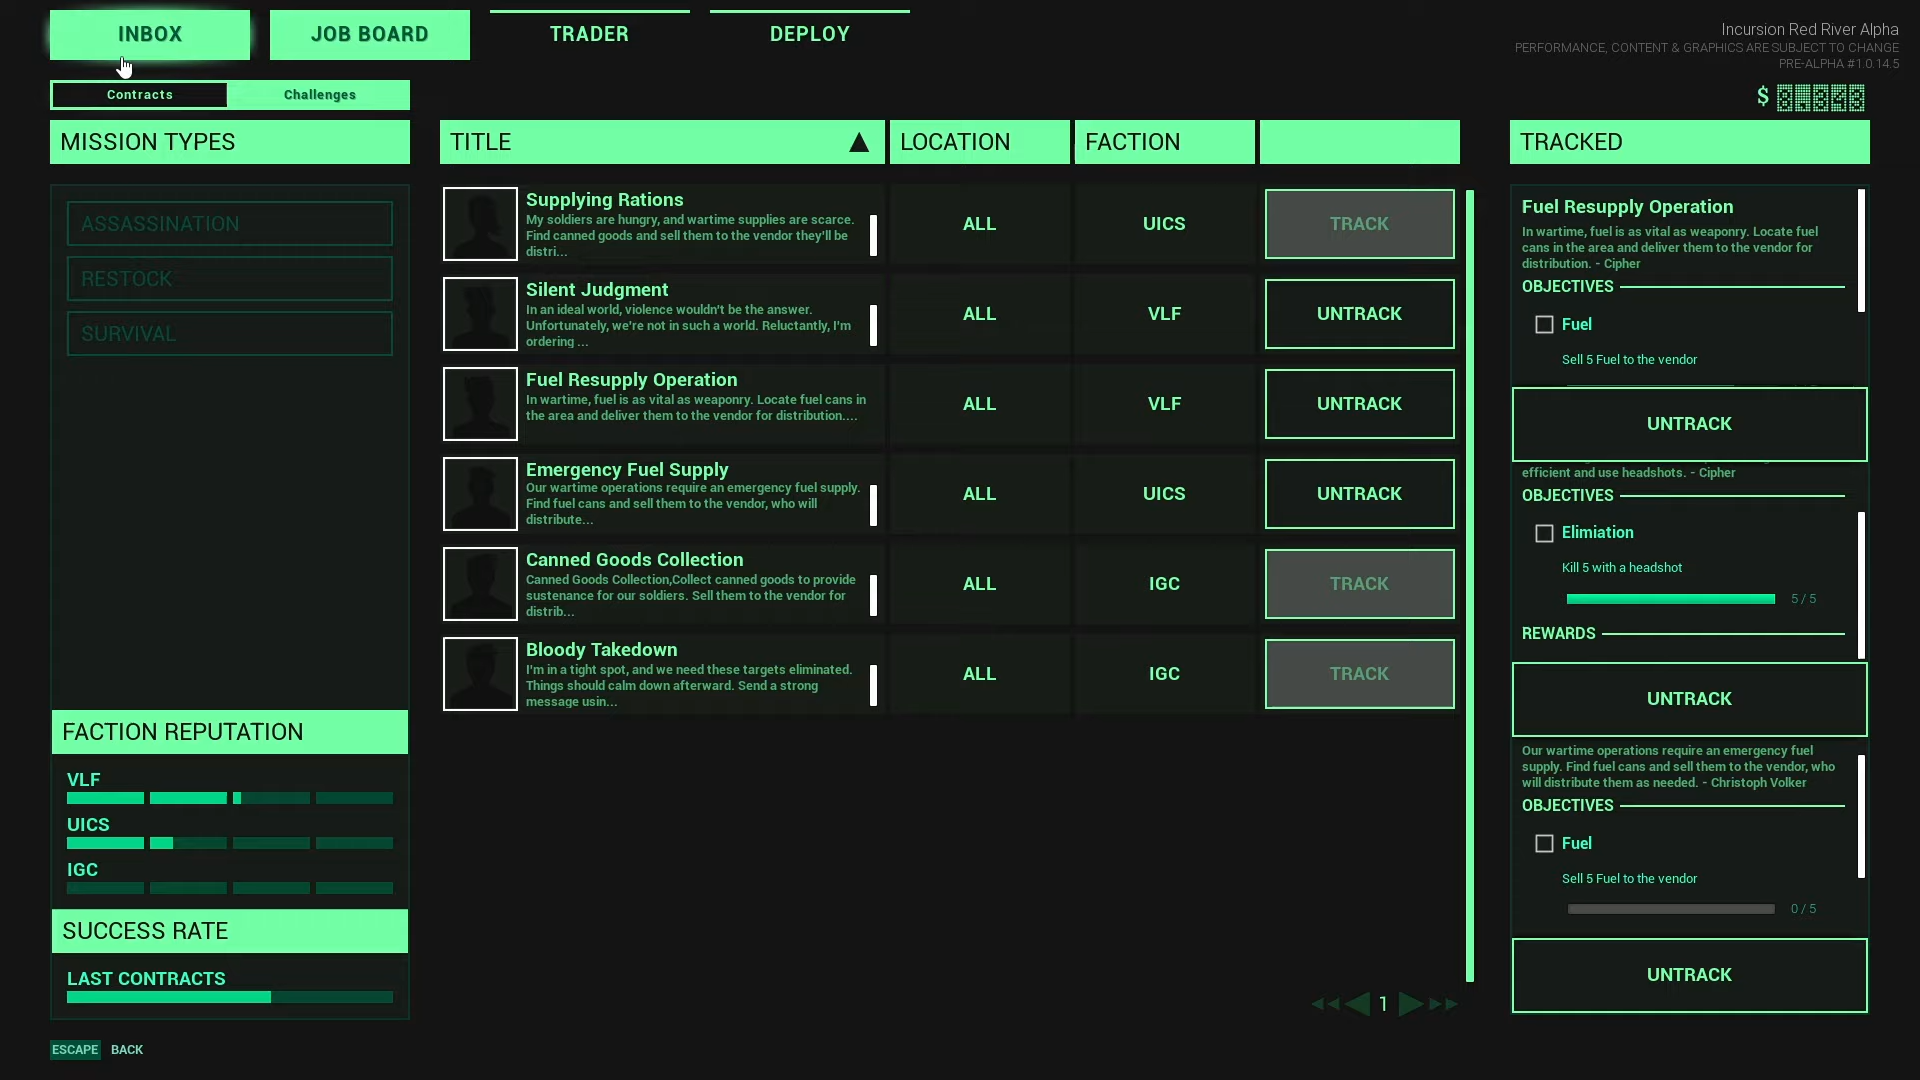 INBOX
JOB BOARD
TRADER
DEPLOY
Incursion Red River Alpha
PERFORMANCE, CONTENT & GRAPHICS ARE SUBJECT TO CHANGE
PRE-ALPHA #1.0.14.5
Contracts
Challenges
$
MISSION TYPES
ASSASSINATION
RESTOCK
SURVIVAL
FACTION REPUTATION
VLF
UICS
IGC
SUCCESS RATE
LAST CONTRACTS
TITLE ▲
LOCATION
FACTION
Supplying Rations
My soldiers are hungry, and wartime supplies are scarce.
Find canned goods and sell them to the vendor they'll be
distri...
ALL
UICS
TRACK
Silent Judgment
In an ideal world, violence wouldn't be the answer.
Unfortunately, we're not in such a world. Reluctantly, I'm
ordering ...
ALL
VLF
UNTRACK
Fuel Resupply Operation
In wartime, fuel is as vital as weaponry. Locate fuel cans in
the area and deliver them to the vendor for distribution....
ALL
VLF
UNTRACK
Emergency Fuel Supply
Our wartime operations require an emergency fuel supply.
Find fuel cans and sell them to the vendor, who will
distribute...
ALL
UICS
UNTRACK
Canned Goods Collection
Canned Goods Collection,Collect canned goods to provide
sustenance for our soldiers. Sell them to the vendor for
distrib...
ALL
IGC
TRACK
Bloody Takedown
I'm in a tight spot, and we need these targets eliminated.
Things should calm down afterward. Send a strong
message usin...
ALL
IGC
TRACK
1
TRACKED
Fuel Resupply Operation
In wartime, fuel is as vital as weaponry. Locate fuel
cans in the area and deliver them to the vendor for
distribution. - Cipher
OBJECTIVES
Fuel
Sell 5 Fuel to the vendor
UNTRACK
efficient and use headshots. - Cipher
OBJECTIVES
Elimiation
Kill 5 with a headshot
5 / 5
REWARDS
UNTRACK
Our wartime operations require an emergency fuel
supply. Find fuel cans and sell them to the vendor, who
will distribute them as needed. - Christoph Volker
OBJECTIVES
Fuel
Sell 5 Fuel to the vendor
0 / 5
UNTRACK
ESCAPE BACK